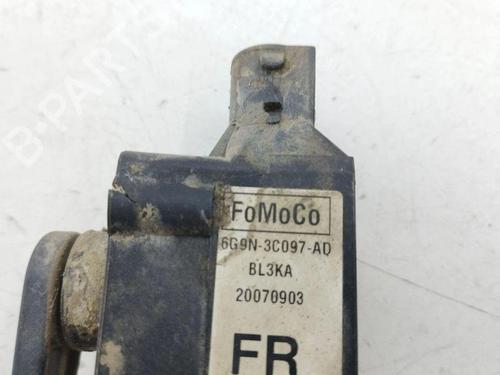 FoMoCo
6G9N-3C097-AD
BL3KA
20070903
FR
B-PARTS